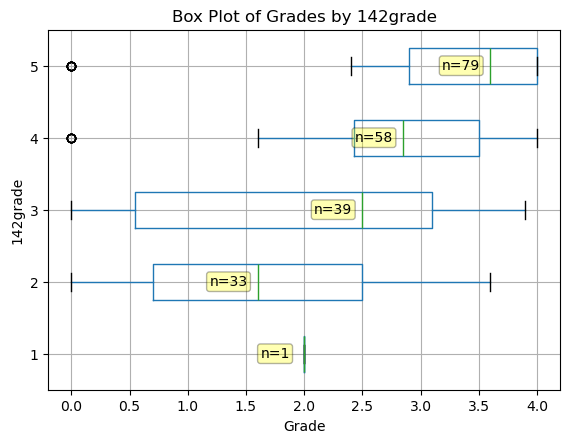 Box Plot of Grades by 142grade
5
n=79
4
n=58
3
n=39
2
n=33
1
n=1
142grade
0.0 0.5 1.0 1.5 2.0 2.5 3.0 3.5 4.0
Grade